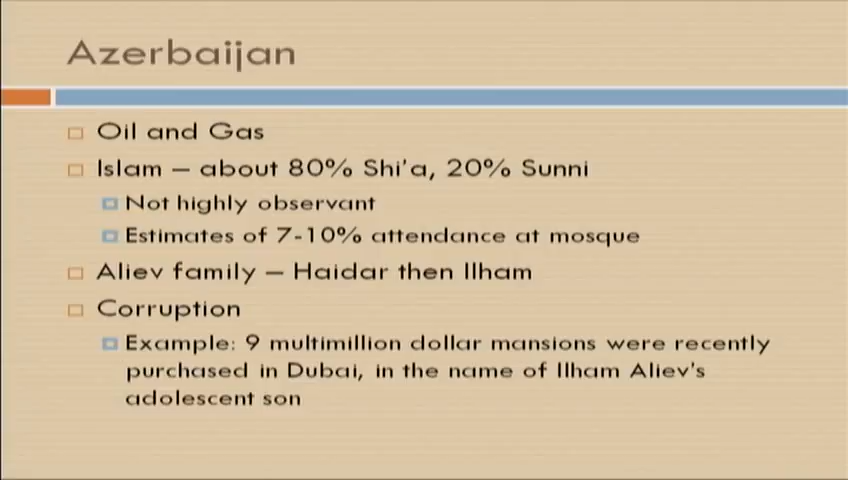 Azerbaijan
Oil and Gas
Islam – about 80% Shi'a, 20% Sunni
Not highly observant
Estimates of 7-10% attendance at mosque
Aliev family – Haidar then Ilham
Corruption
Example: 9 multimillion dollar mansions were recently
purchased in Dubai, in the name of Ilham Aliev's
adolescent son